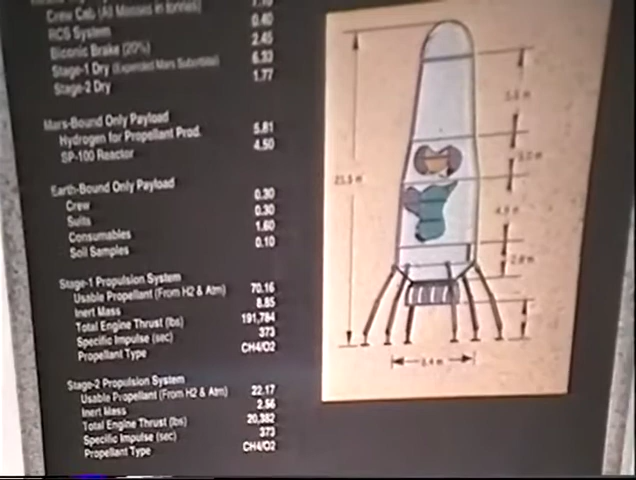 Crew Cab (All Masses in tonnes)
RCS System 0.40
Biconic Brake (20%) 2.45
Stage-1 Dry (Expended Mars Suborbital) 6.33
Stage-2 Dry 1.77
Mars-Bound Only Payload
Hydrogen for Propellant Prod. 5.81
SP-100 Reactor 4.50
Earth-Bound Only Payload
Crew 0.30
Suits 0.30
Consumables 1.60
Soil Samples 0.10
Stage-1 Propulsion System
Usable Propellant (From H2 & Atm) 70.16
Inert Mass 8.85
Total Engine Thrust (lbs) 191,784
Specific Impulse (sec) 373
Propellant Type CH4/O2
Stage-2 Propulsion System
Usable Propellant (From H2 & Atm) 22.17
Inert Mass 2.56
Total Engine Thrust (lbs) 20,382
Specific Impulse (sec) 373
Propellant Type CH4/O2